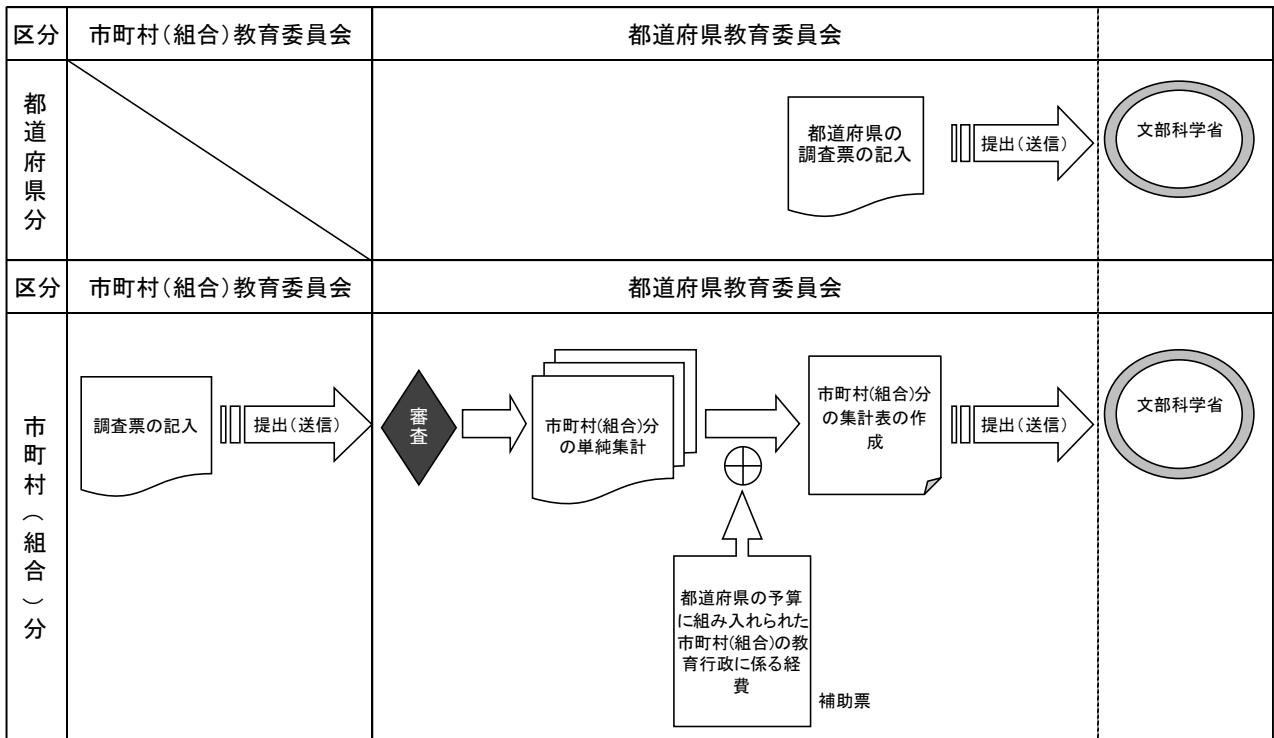 区分
市町村(組合)教育委員会
都道府県教育委員会
都道府県分
都道府県の
調査票の記入
提出(送信)
文部科学省
区分
市町村(組合)教育委員会
都道府県教育委員会
市町村(組合)分
調査票の記入
提出(送信)
審査
市町村(組合)分
の単純集計
市町村(組合)分
の集計表の作
成
提出(送信)
文部科学省
都道府県の予算
に組み入れられた
市町村(組合)の教
育行政に係る経
費
補助票